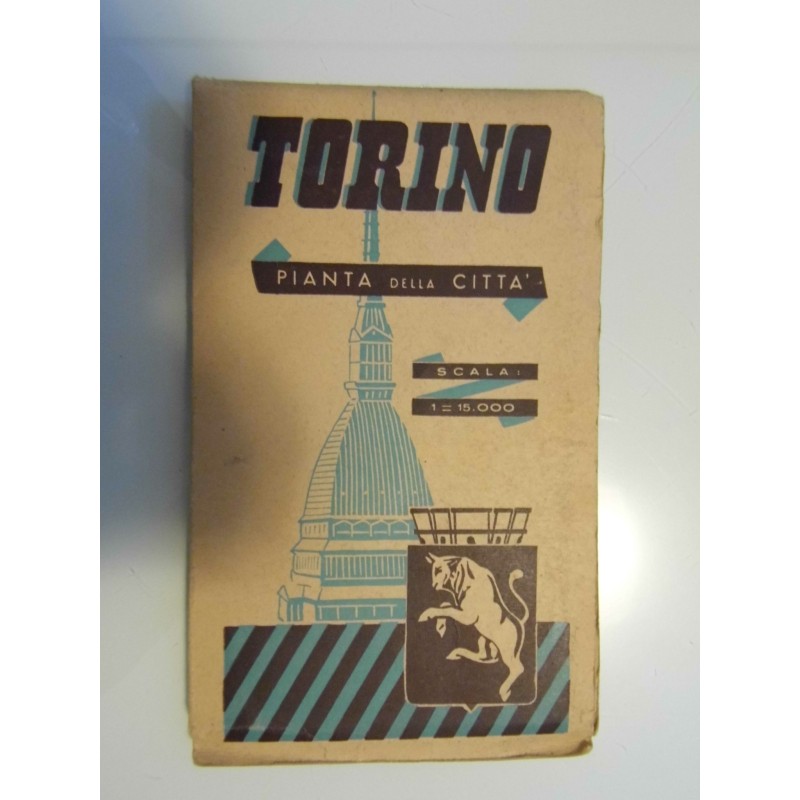 TORINO
PIANTA DELLA CITTA'
SCALA:
1=15.000